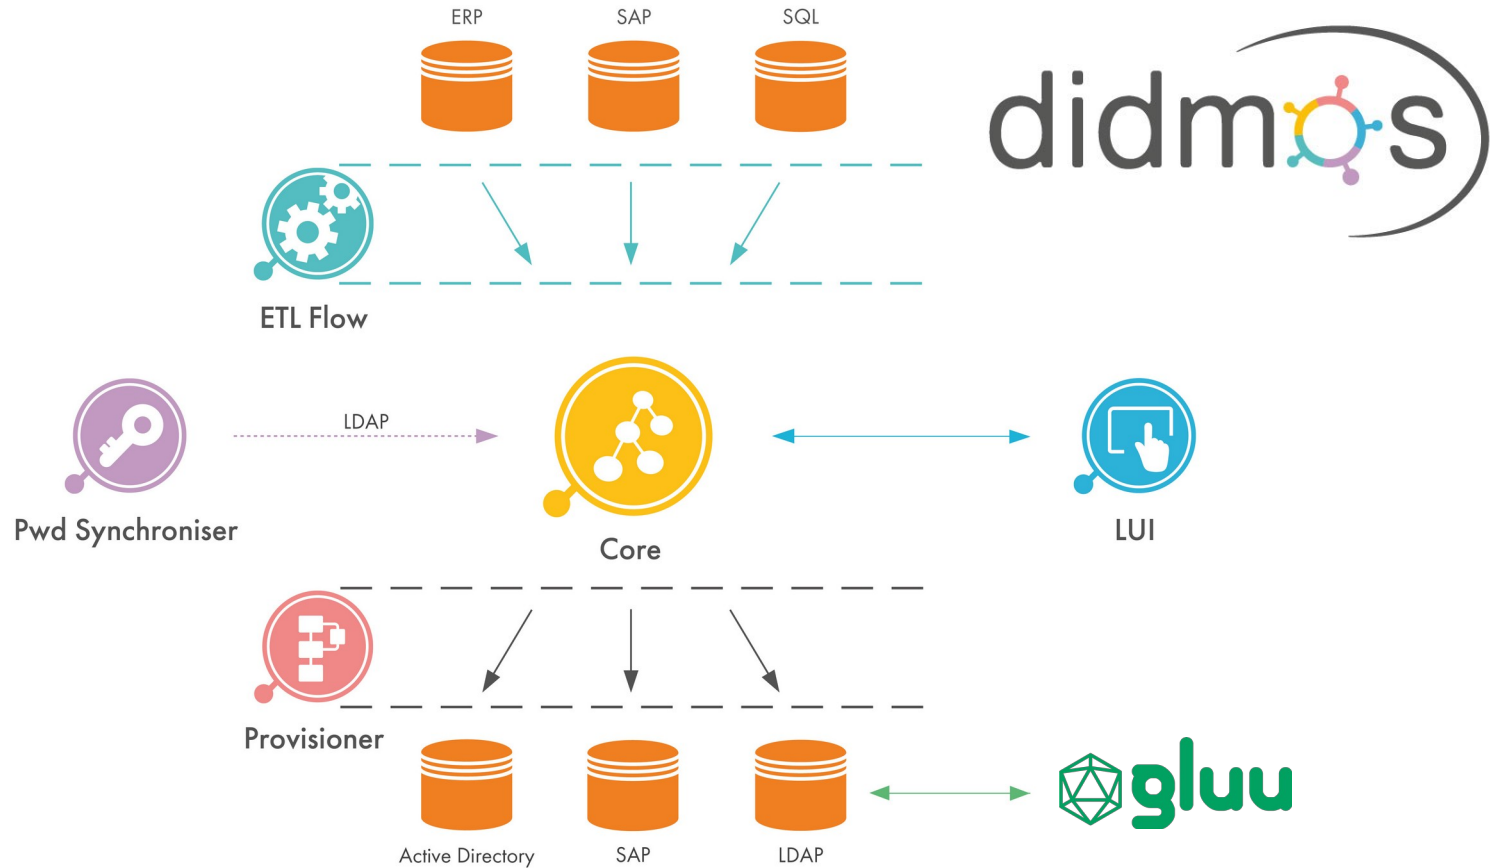 ERP
SAP
SQL
didmos
ETL Flow
LDAP
Pwd Synchroniser
Core
LUI
Provisioner
gluu
Active Directory
SAP
LDAP